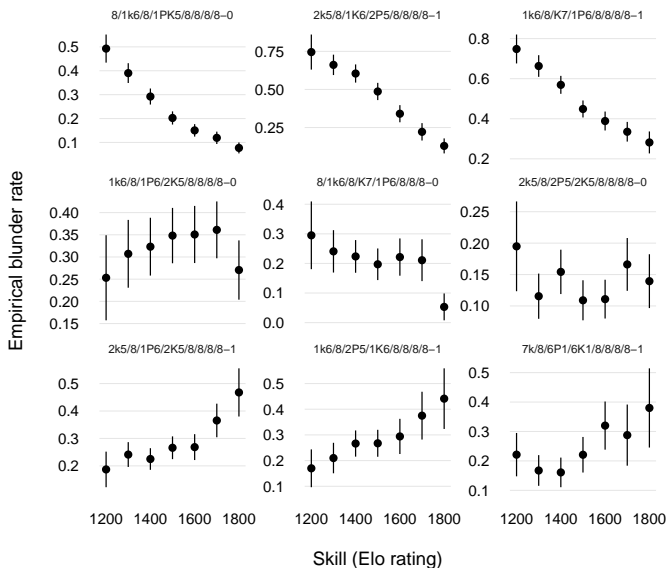 8/1k6/8/1PK5/8/8/8/8−0
2k5/8/1K6/2P5/8/8/8/8−1
1k6/8/K7/1P6/8/8/8/8−1
0.5
0.4
0.3
0.2
0.1
0.75
0.50
0.25
0.8
0.6
0.4
0.2
1k6/8/1P6/2K5/8/8/8/8−0
8/1k6/8/K7/1P6/8/8/8−0
2k5/8/2P5/2K5/8/8/8/8−0
0.40
0.35
0.30
0.25
0.20
0.15
0.4
0.3
0.2
0.1
0.0
0.25
0.20
0.15
0.10
2k5/8/1P6/2K5/8/8/8/8−1
1k6/8/2P5/1K6/8/8/8/8−1
7k/8/6P1/6K1/8/8/8/8−1
0.5
0.4
0.3
0.2
0.5
0.4
0.3
0.2
0.1
0.5
0.4
0.3
0.2
0.1
1200 1400 1600 1800
1200 1400 1600 1800
1200 1400 1600 1800
Skill (Elo rating)
Empirical blunder rate